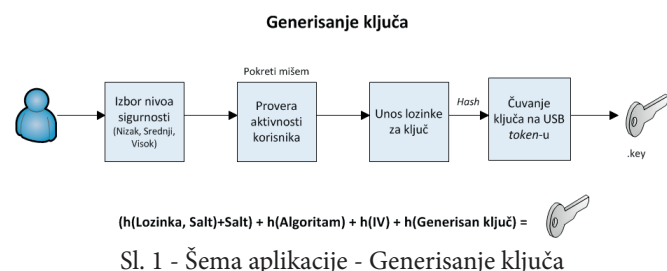 Generisanje ključa
Pokreti mišem
Izbor nivoa
sigurnosti
(Nizak, Srednji,
Visok)
Provera
aktivnosti
korisnika
Unos lozinke
za ključ
Hash
Čuvanje
ključa na USB
token-u
.key
(h(Lozinka, Salt)+Salt) + h(Algoritam) + h(IV) + h(Generisan ključ) =
Sl. 1 - Šema aplikacije - Generisanje ključa